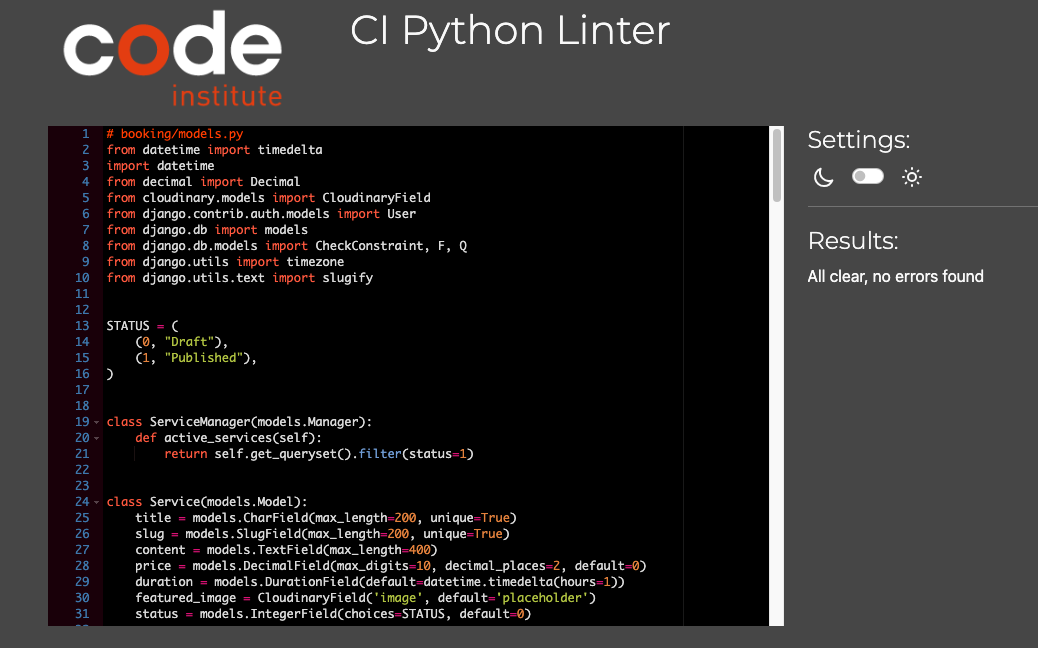 code
institute
CI Python Linter
1 # booking/models.py
2 from datetime import timedelta
3 import datetime
4 from decimal import Decimal
5 from cloudinary.models import CloudinaryField
6 from django.contrib.auth.models import User
7 from django.db import models
8 from django.db.models import CheckConstraint, F, Q
9 from django.utils import timezone
10 from django.utils.text import slugify
11
12
13 STATUS = (
14     (0, "Draft"),
15     (1, "Published"),
16 )
17
18
19 class ServiceManager(models.Manager):
20     def active_services(self):
21         return self.get_queryset().filter(status=1)
22
23
24 class Service(models.Model):
25     title = models.CharField(max_length=200, unique=True)
26     slug = models.SlugField(max_length=200, unique=True)
27     content = models.TextField(max_length=400)
28     price = models.DecimalField(max_digits=10, decimal_places=2, default=0)
29     duration = models.DurationField(default=datetime.timedelta(hours=1))
30     featured_image = CloudinaryField('image', default='placeholder')
31     status = models.IntegerField(choices=STATUS, default=0)
Settings:
Results:
All clear, no errors found